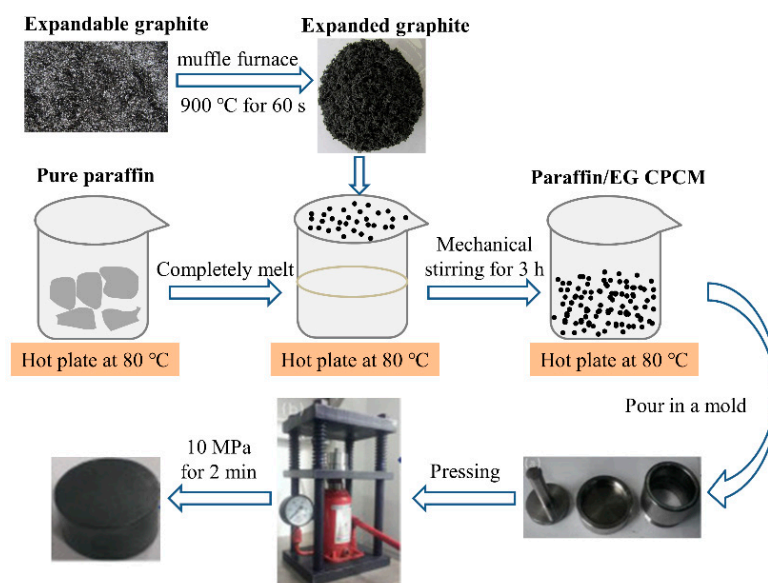 Expandable graphite
Expanded graphite
muffle furnace
900 ℃ for 60 s
Pure paraffin
Paraffin/EG CPCM
Completely melt
Mechanical
stirring for 3 h
Hot plate at 80 ℃
Hot plate at 80 ℃
Hot plate at 80 ℃
Pour in a mold
10 MPa
for 2 min
Pressing